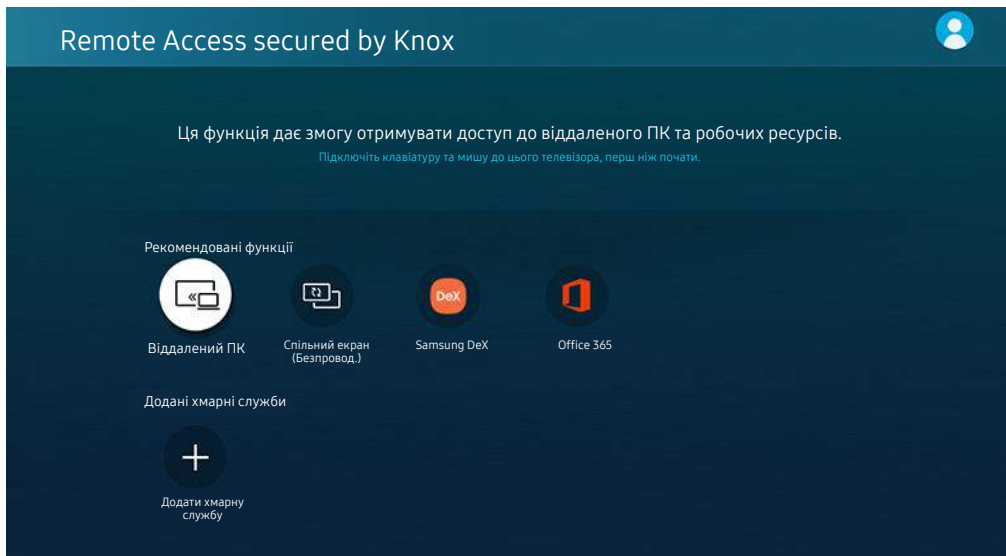 Remote Access secured by Knox
Ця функція дає змогу отримувати доступ до віддаленого ПК та робочих ресурсів.
Підключіть клавіатуру та мишу до цього телевізора, перш ніж почати.
Рекомендовані функції
DeX
Віддалений ПК
Спільний екран
(Безпровод.)
Samsung DeX
Office 365
Додані хмарні служби
Додати хмарну
службу